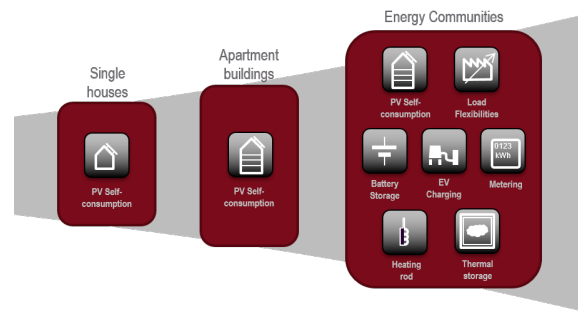 Single
houses
PV Self-
consumption
Apartment
buildings
PV Self-
consumption
Energy Communities
PV Self-
consumption
Load
Flexibilities
Battery
Storage
EV
Charging
0123
kWh
Metering
Heating
rod
Thermal
storage